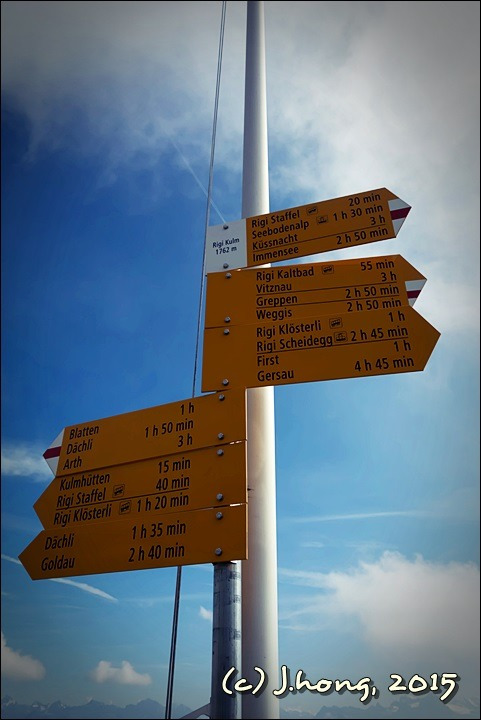 Rigi Kulm
1762 m
Rigi Staffel 20 min
Seebodenalp 1 h 30 min
Küssnacht 3 h
Immensee 2 h 50 min
Rigi Kaltbad 55 min
Vitznau 3 h
Greppen 2 h 50 min
Weggis 2 h 50 min
Rigi Klösterli 1 h
Rigi Scheidegg 2 h 45 min
First 1 h
Gersau 4 h 45 min
Blatten 1 h
Dächli 1 h 50 min
Arth 3 h
Kulmhütten 15 min
Rigi Staffel 40 min
Rigi Klösterli 1 h 20 min
Dächli 1 h 35 min
Goldau 2 h 40 min
(c) J.hong, 2015